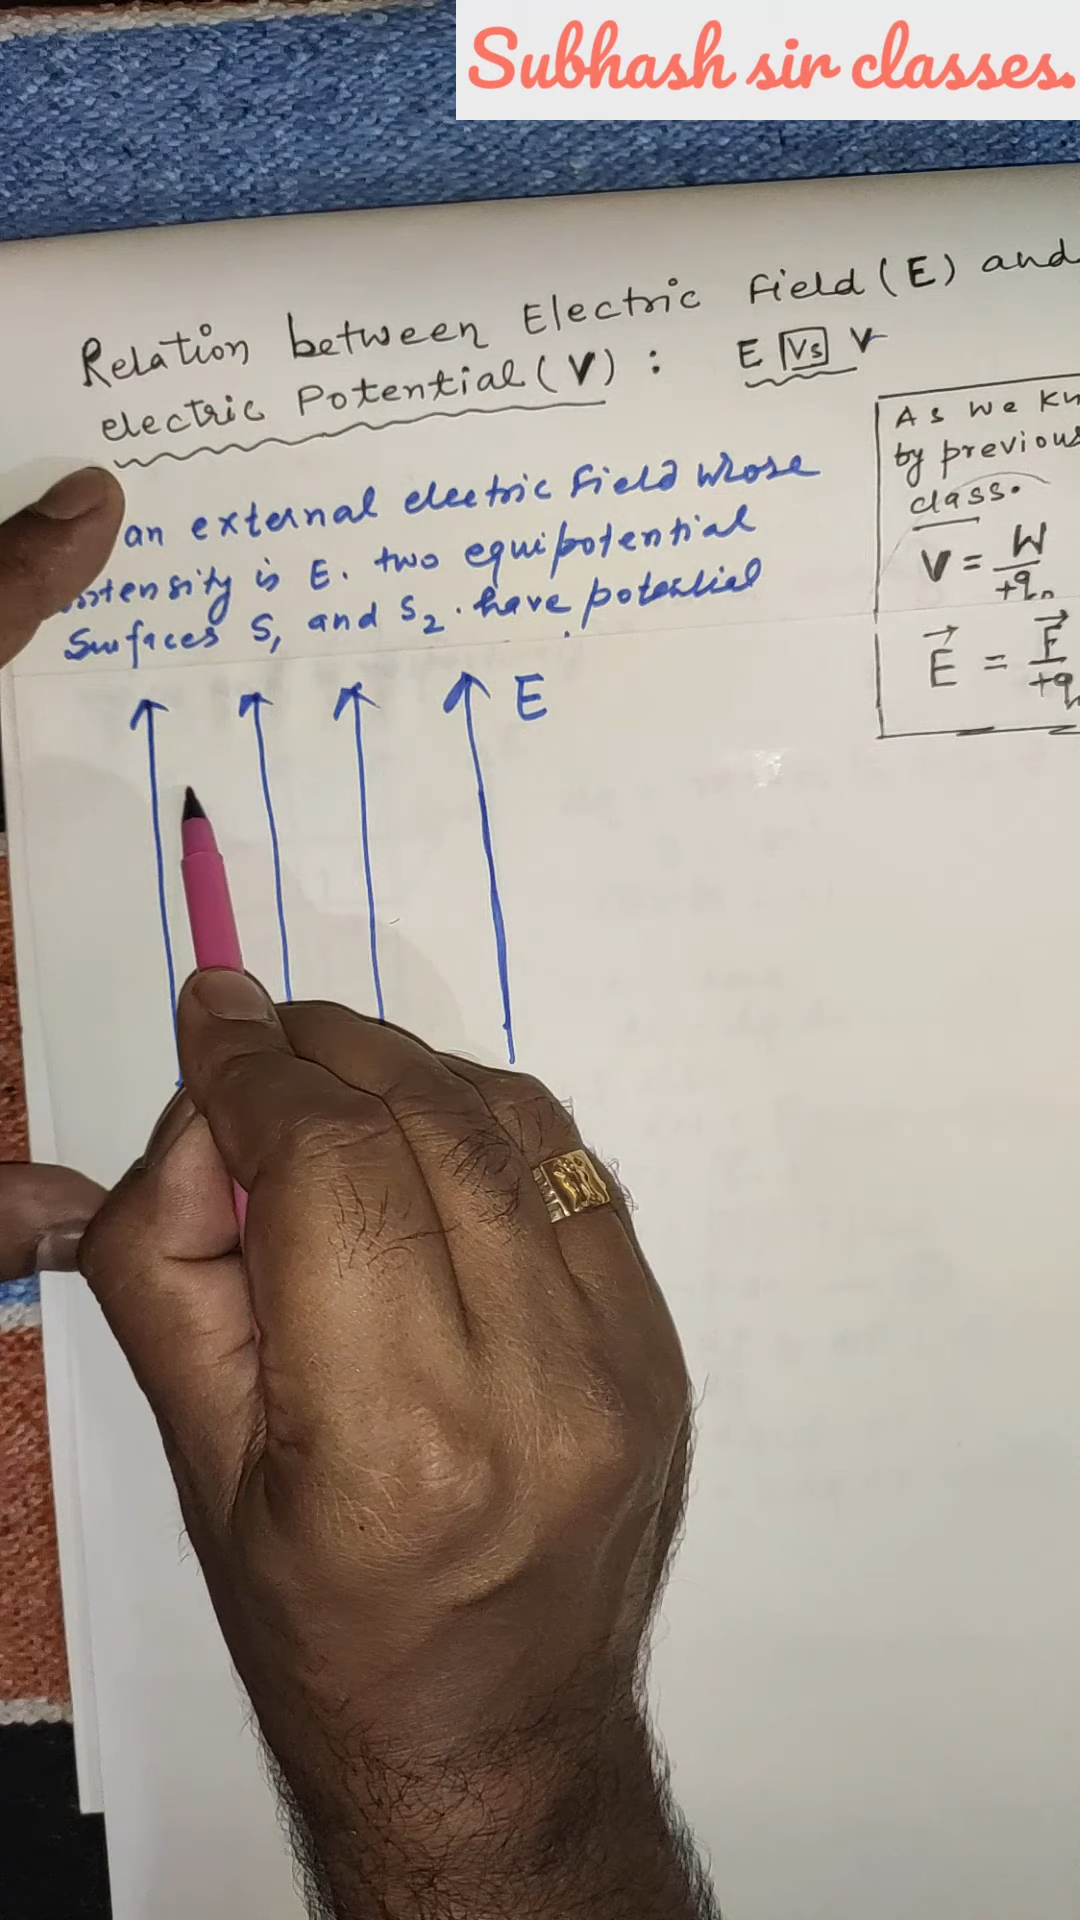 Subhash sir classes.
Relation between Electric Field (E) and
electric Potential (V) : E Vs V
an external electric field whose
intensity is E. two equipotential
Surfaces S1 and S2. have potential
E
As we
by previous
class.
V = W/+q0
E⃗ = F⃗/+q